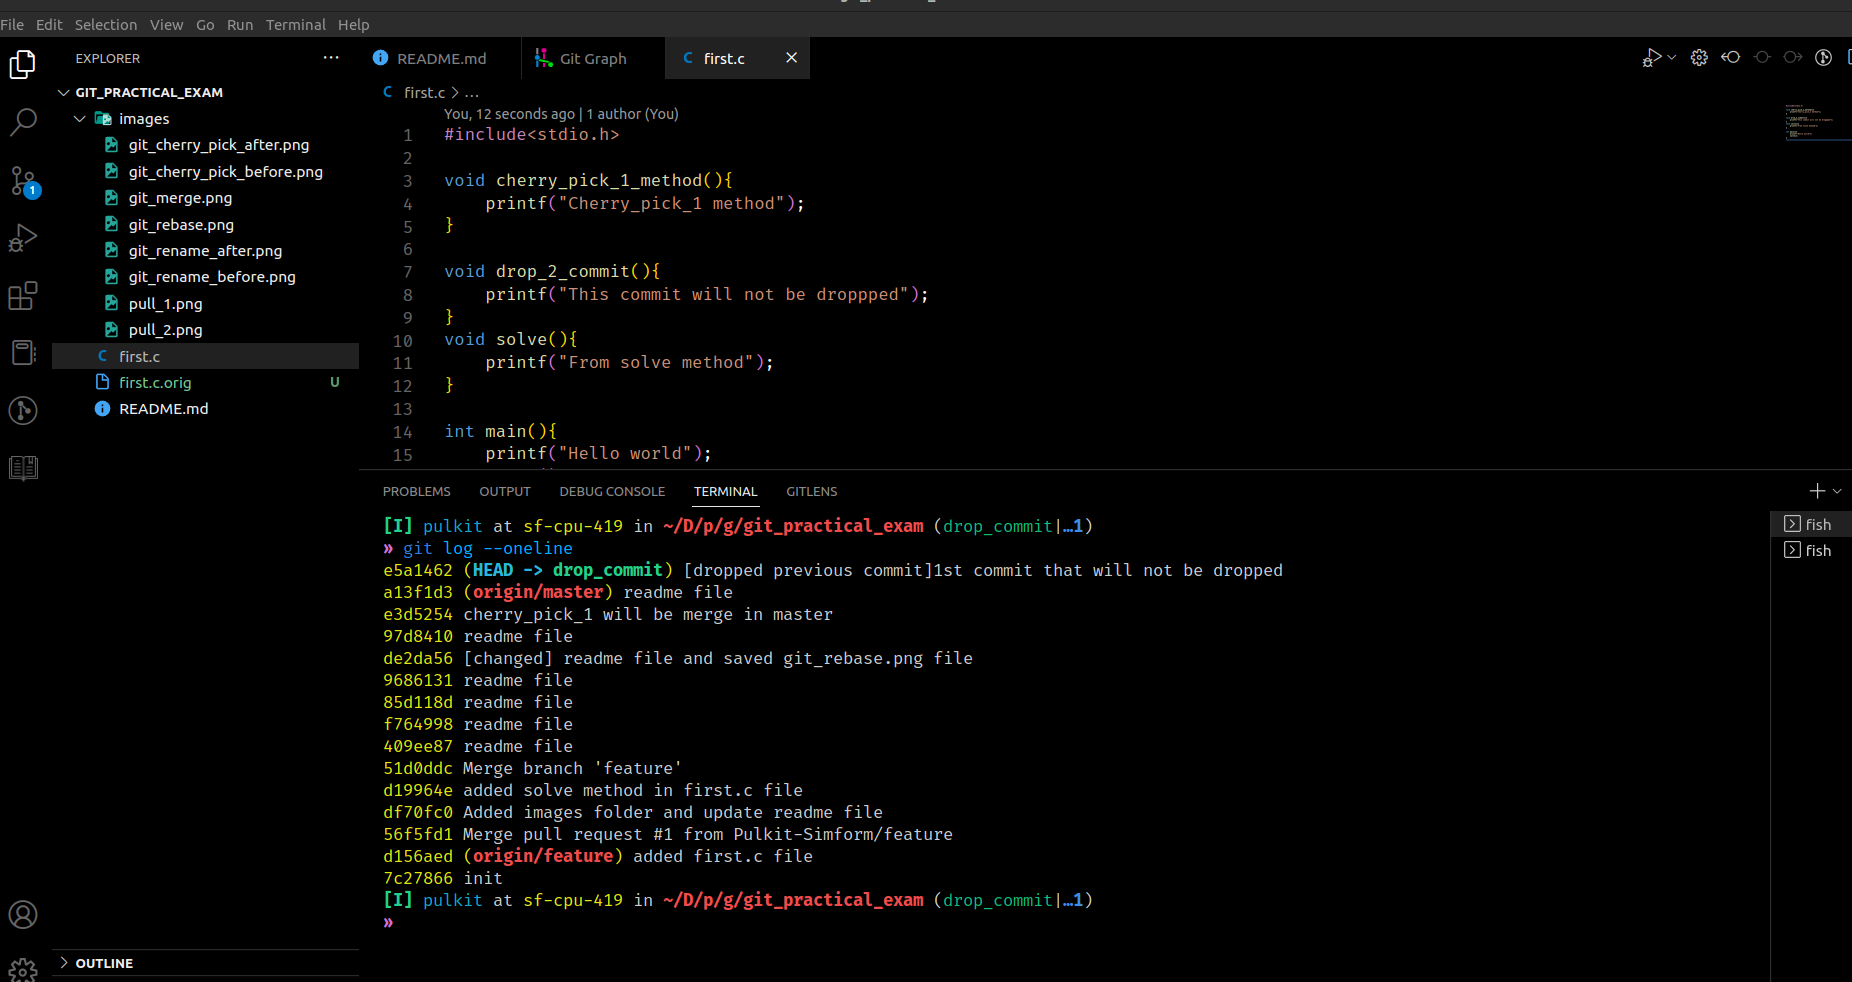 File Edit Selection View Go Run Terminal Help
EXPLORER
GIT_PRACTICAL_EXAM
images
git_cherry_pick_after.png
git_cherry_pick_before.png
git_merge.png
git_rebase.png
git_rename_after.png
git_rename_before.png
pull_1.png
pull_2.png
C first.c
first.c.orig U
README.md
1
OUTLINE
README.md Git Graph C first.c
C first.c > ...
You, 12 seconds ago | 1 author (You)
1 #include<stdio.h>
2
3 void cherry_pick_1_method(){
4 printf("Cherry_pick_1 method");
5 }
6
7 void drop_2_commit(){
8 printf("This commit will not be droppped");
9 }
10 void solve(){
11 printf("From solve method");
12 }
13
14 int main(){
15 printf("Hello world");
PROBLEMS OUTPUT DEBUG CONSOLE TERMINAL GITLENS
[I] pulkit at sf-cpu-419 in ~/D/p/g/git_practical_exam (drop_commit|…1)
» git log --oneline
e5a1462 (HEAD -> drop_commit) [dropped previous commit]1st commit that will not be dropped
a13f1d3 (origin/master) readme file
e3d5254 cherry_pick_1 will be merge in master
97d8410 readme file
de2da56 [changed] readme file and saved git_rebase.png file
9686131 readme file
85d118d readme file
f764998 readme file
409ee87 readme file
51d0ddc Merge branch 'feature'
d19964e added solve method in first.c file
df70fc0 Added images folder and update readme file
56f5fd1 Merge pull request #1 from Pulkit-Simform/feature
d156aed (origin/feature) added first.c file
7c27866 init
[I] pulkit at sf-cpu-419 in ~/D/p/g/git_practical_exam (drop_commit|…1)
»
fish
fish